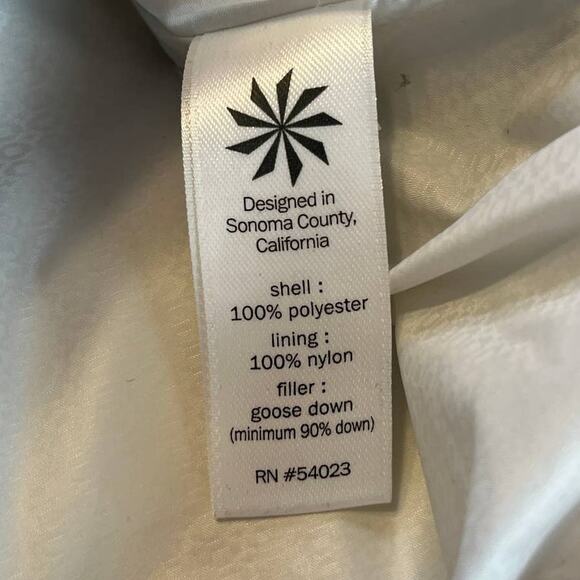 Designed in
Sonoma County,
California
shell :
100% polyester
lining :
100% nylon
filler :
goose down
(minimum 90% down)
RN #54023